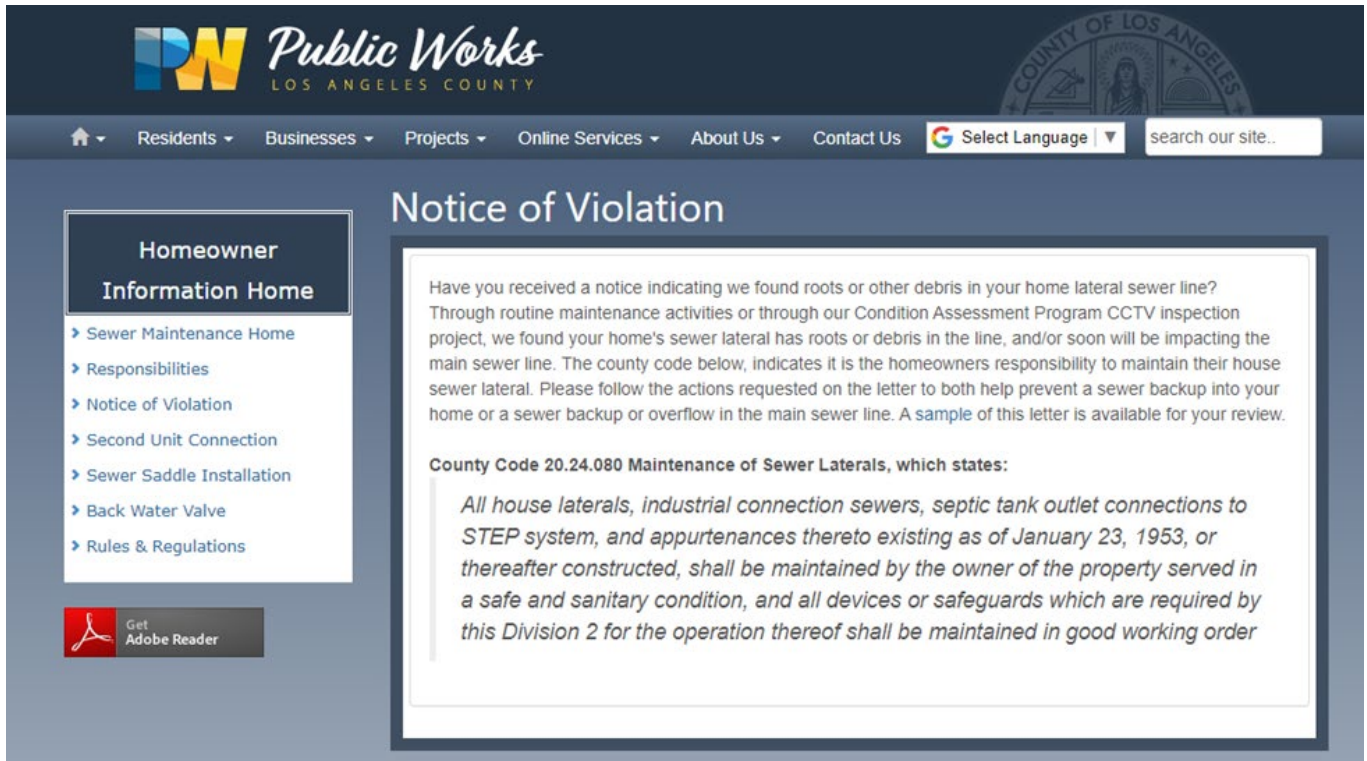 PW Public Works
LOS ANGELES COUNTY
COUNTY OF LOS ANGELES
Residents Businesses Projects Online Services About Us Contact Us G Select Language search our site..
Notice of Violation
Homeowner
Information Home
Sewer Maintenance Home
Responsibilities
Notice of Violation
Second Unit Connection
Sewer Saddle Installation
Back Water Valve
Rules & Regulations
Get
Adobe Reader
Have you received a notice indicating we found roots or other debris in your home lateral sewer line?
Through routine maintenance activities or through our Condition Assessment Program CCTV inspection
project, we found your home's sewer lateral has roots or debris in the line, and/or soon will be impacting the
main sewer line. The county code below, indicates it is the homeowners responsibility to maintain their house
sewer lateral. Please follow the actions requested on the letter to both help prevent a sewer backup into your
home or a sewer backup or overflow in the main sewer line. A sample of this letter is available for your review.
County Code 20.24.080 Maintenance of Sewer Laterals, which states:
All house laterals, industrial connection sewers, septic tank outlet connections to
STEP system, and appurtenances thereto existing as of January 23, 1953, or
thereafter constructed, shall be maintained by the owner of the property served in
a safe and sanitary condition, and all devices or safeguards which are required by
this Division 2 for the operation thereof shall be maintained in good working order